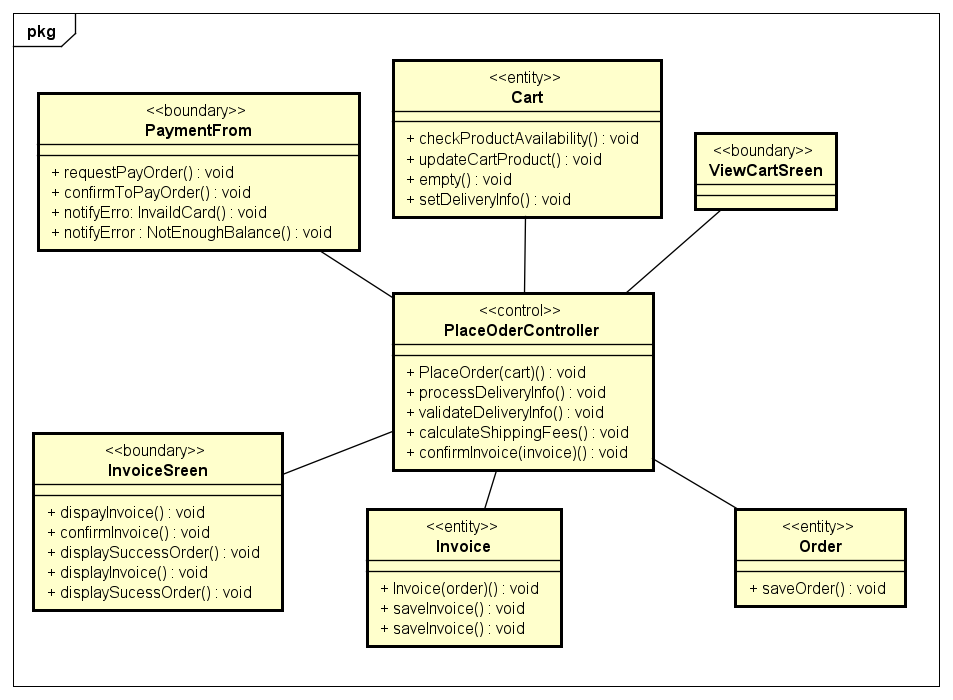 pkg
<<boundary>>
PaymentFrom
+ requestPayOrder() : void
+ confirmToPayOrder() : void
+ notifyErro: InvaildCard() : void
+ notifyError : NotEnoughBalance() : void
<<entity>>
Cart
+ checkProductAvailability() : void
+ updateCartProduct() : void
+ empty() : void
+ setDeliveryInfo() : void
<<boundary>>
ViewCartSreen
<<control>>
PlaceOderController
+ PlaceOrder(cart)() : void
+ processDeliveryInfo() : void
+ validateDeliveryInfo() : void
+ calculateShippingFees() : void
+ confirmInvoice(invoice)() : void
<<boundary>>
InvoiceSreen
+ dispayInvoice() : void
+ confirmInvoice() : void
+ displaySuccessOrder() : void
+ displayInvoice() : void
+ displaySucessOrder() : void
<<entity>>
Invoice
+ Invoice(order)() : void
+ saveInvoice() : void
+ saveInvoice() : void
<<entity>>
Order
+ saveOrder() : void